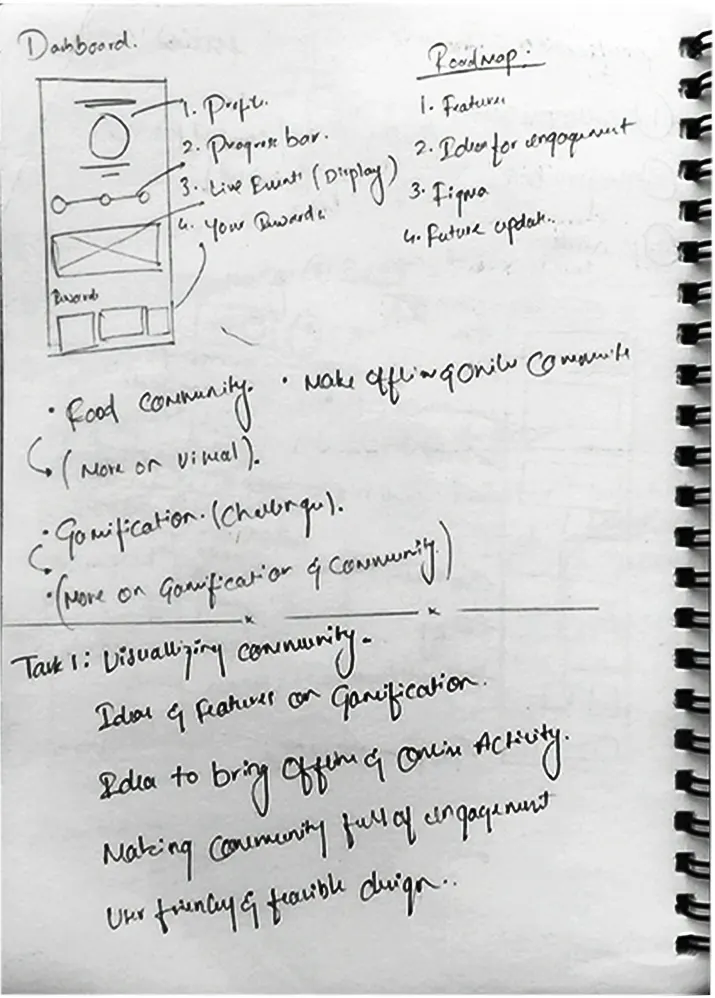 Dashboard.
1. Profile.
2. Progress bar.
3. Live Events (Display)
4. Your Rewards
Rewards
Roadmap:
1. Features
2. Ideas for engagement
3. Figma
4. Future update..
• Food community.
• Make offline & online Community
(More on visual).
• Gamification. (Challenges).
• (More on Gamification & Community.)
Task 1: Visuallizing community.
Ideas & features on Gamification.
Idea to bring offline & online Activity.
Making community full of engagement
User friendly & feasible design..